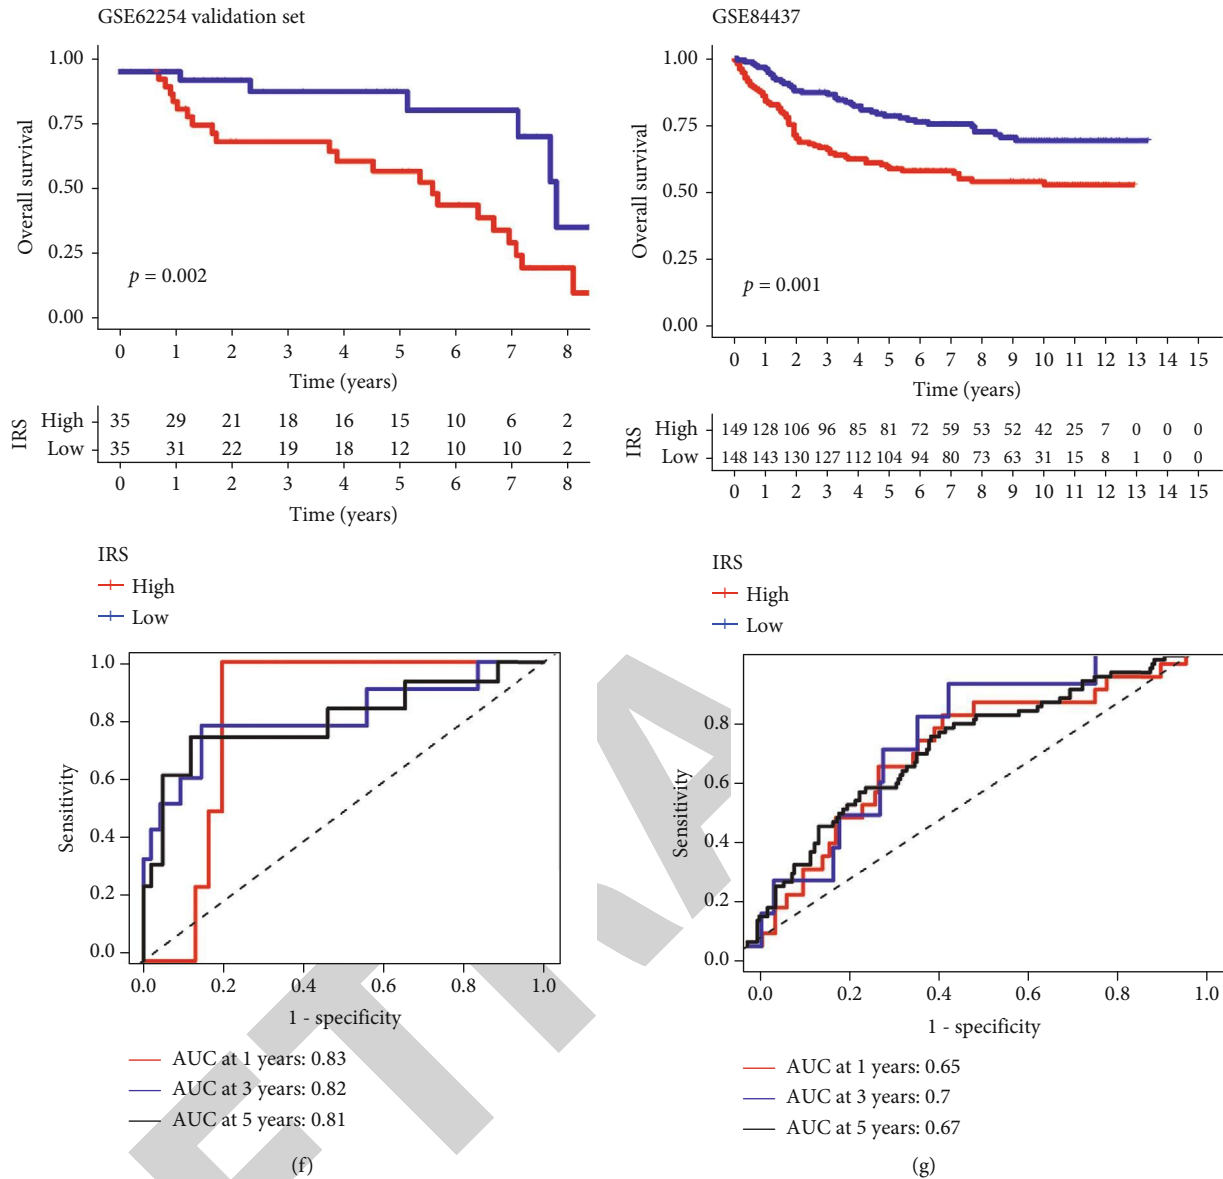 GSE62254 validation set
1.00
0.75
0.50
0.25
0.00
Overall survival
p = 0.002
0 1 2 3 4 5 6 7 8
Time (years)
IRS
High 35 29 21 18 16 15 10 6 2
Low 35 31 22 19 18 12 10 10 2
0 1 2 3 4 5 6 7 8
Time (years)
IRS
High
Low
1.0
0.8
0.6
0.4
0.2
0.0
Sensitivity
0.0 0.2 0.4 0.6 0.8 1.0
1 - specificity
AUC at 1 years: 0.83
AUC at 3 years: 0.82
AUC at 5 years: 0.81
(f)
GSE84437
1.00
0.75
0.50
0.25
0.00
Overall survival
p = 0.001
0 1 2 3 4 5 6 7 8 9 10 11 12 13 14 15
Time (years)
IRS
High 149 128 106 96 85 81 72 59 53 52 42 25 7 0 0 0
Low 148 143 130 127 112 104 94 80 73 63 31 15 8 1 0 0
0 1 2 3 4 5 6 7 8 9 10 11 12 13 14 15
IRS
High
Low
0.8
0.6
0.4
0.2
0.0
Sensitivity
0.0 0.2 0.4 0.6 0.8 1.0
1 - specificity
AUC at 1 years: 0.65
AUC at 3 years: 0.7
AUC at 5 years: 0.67
(g)